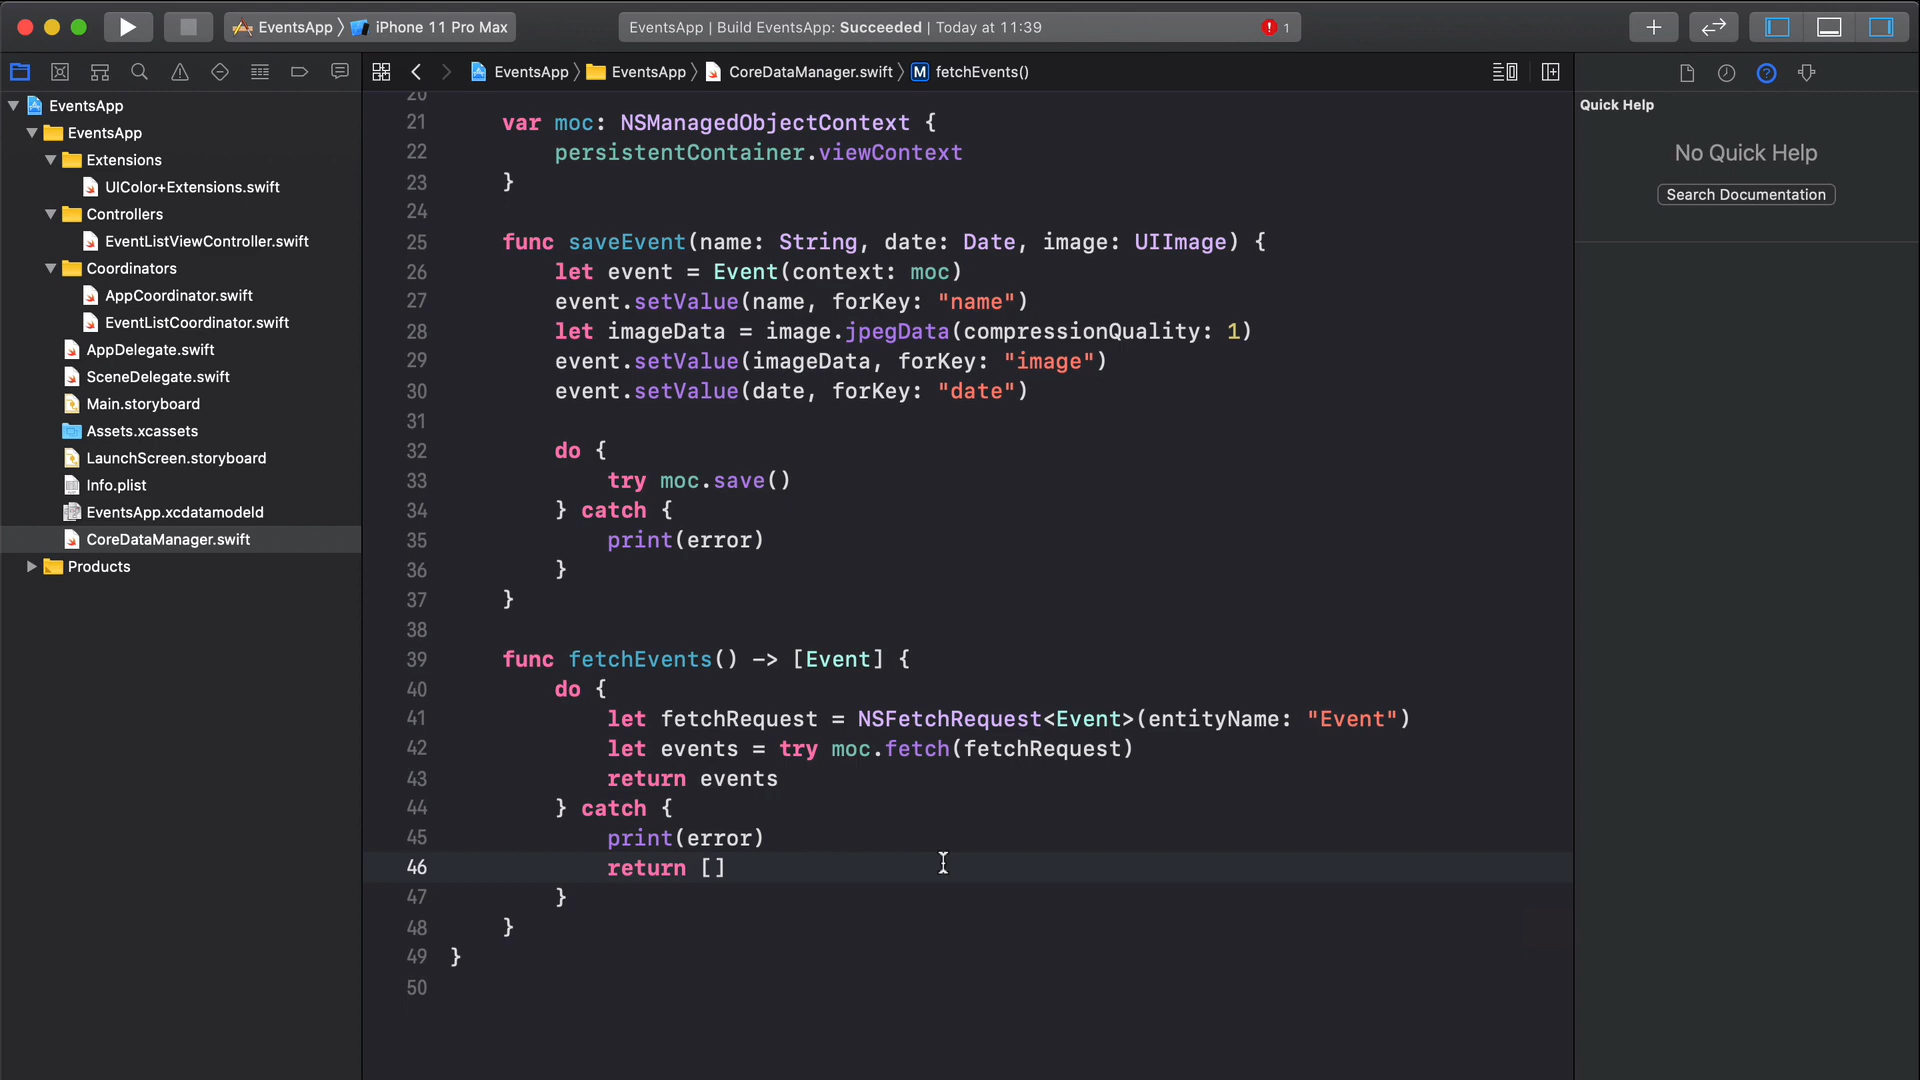 EventsApp
iPhone 11 Pro Max
EventsApp | Build EventsApp: Succeeded | Today at 11:39
1
EventsApp
EventsApp
CoreDataManager.swift
M
fetchEvents()
EventsApp
EventsApp
Extensions
UIColor+Extensions.swift
Controllers
EventListViewController.swift
Coordinators
AppCoordinator.swift
EventListCoordinator.swift
AppDelegate.swift
SceneDelegate.swift
Main.storyboard
Assets.xcassets
LaunchScreen.storyboard
Info.plist
EventsApp.xcdatamodeld
CoreDataManager.swift
Products
20
21 var moc: NSManagedObjectContext {
22 persistentContainer.viewContext
23 }
24
25 func saveEvent(name: String, date: Date, image: UIImage) {
26 let event = Event(context: moc)
27 event.setValue(name, forKey: "name")
28 let imageData = image.jpegData(compressionQuality: 1)
29 event.setValue(imageData, forKey: "image")
30 event.setValue(date, forKey: "date")
31
32 do {
33 try moc.save()
34 } catch {
35 print(error)
36 }
37 }
38
39 func fetchEvents() -> [Event] {
40 do {
41 let fetchRequest = NSFetchRequest<Event>(entityName: "Event")
42 let events = try moc.fetch(fetchRequest)
43 return events
44 } catch {
45 print(error)
46 return []
47 }
48 }
49 }
50
Quick Help
No Quick Help
Search Documentation